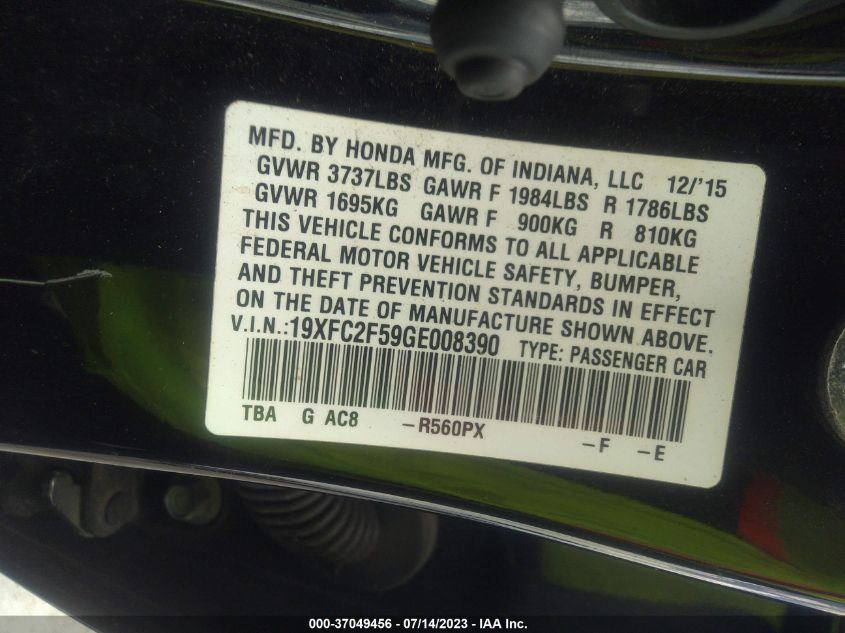 MFD. BY HONDA MFG. OF INDIANA, LLC 12/'15
GVWR 3737LBS GAWR F 1984LBS R 1786LBS
GVWR 1695KG GAWR F 900KG R 810KG
THIS VEHICLE CONFORMS TO ALL APPLICABLE
FEDERAL MOTOR VEHICLE SAFETY, BUMPER,
AND THEFT PREVENTION STANDARDS IN EFFECT
ON THE DATE OF MANUFACTURE SHOWN ABOVE.
V.I.N.:19XFC2F59GE008390 TYPE: PASSENGER CAR
TBA G AC8 -R560PX -F -E
000-37049456 - 07/14/2023 - IAA Inc.